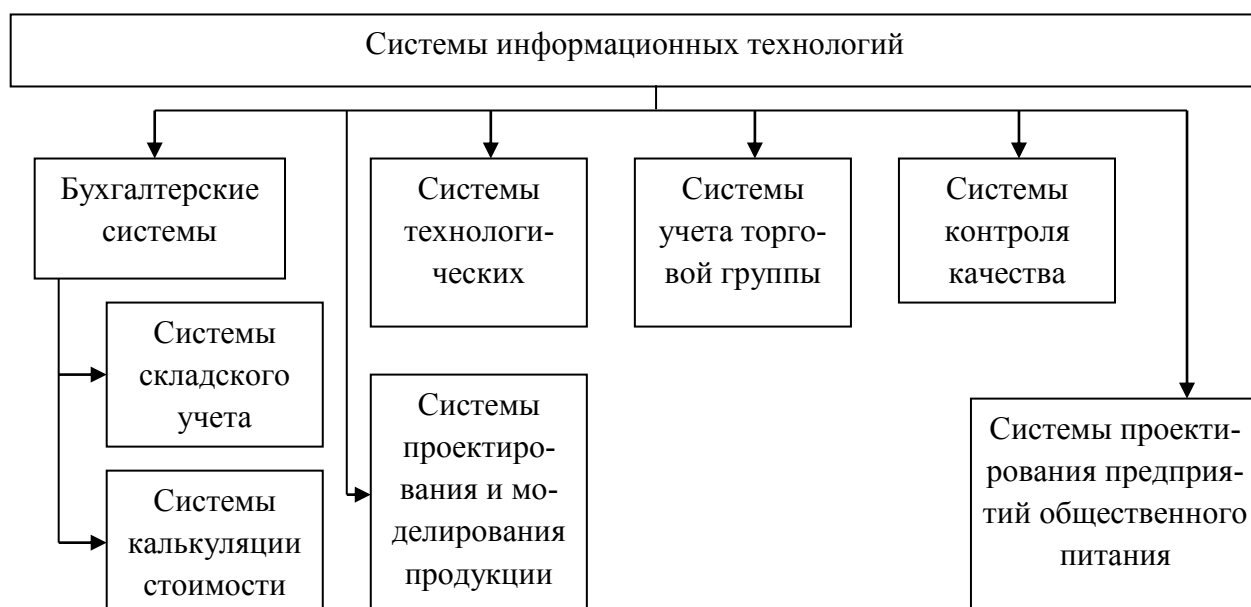 Системы информационных технологий
Бухгалтерские
системы
Системы
технологи-
ческих
Системы
учета торго-
вой группы
Системы
контроля
качества
Системы
складского
учета
Системы
калькуляции
стоимости
Системы
проектиро-
вания и мо-
делирования
продукции
Системы проекти-
рования предприя-
тий общественного
питания